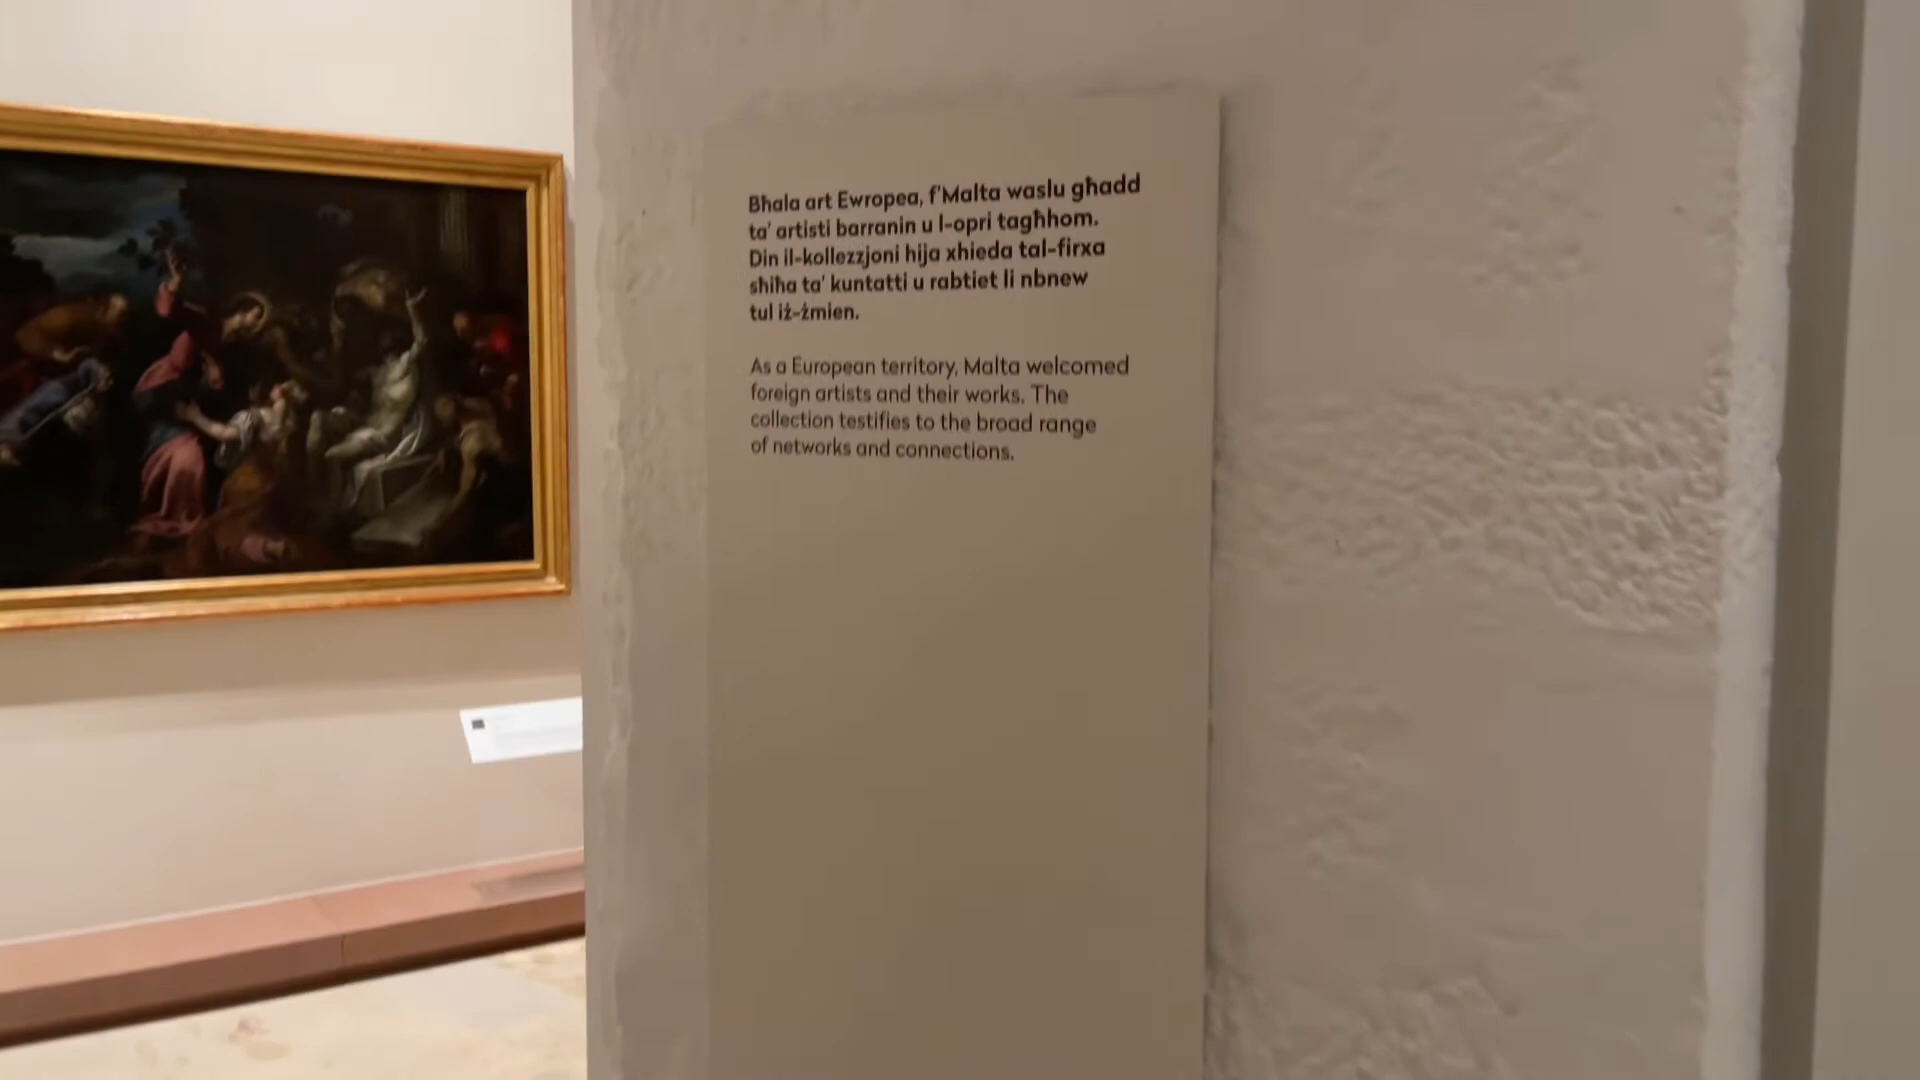 Bħala art Ewropea, f'Malta waslu għadd
ta' artisti barranin u l-opri tagħhom.
Din il-kollezzjoni hija xhieda tal-firxa
sħiħa ta' kuntatti u rabtiet li nbnew
tul iż-żmien.
As a European territory, Malta welcomed
foreign artists and their works. The
collection testifies to the broad range
of networks and connections.